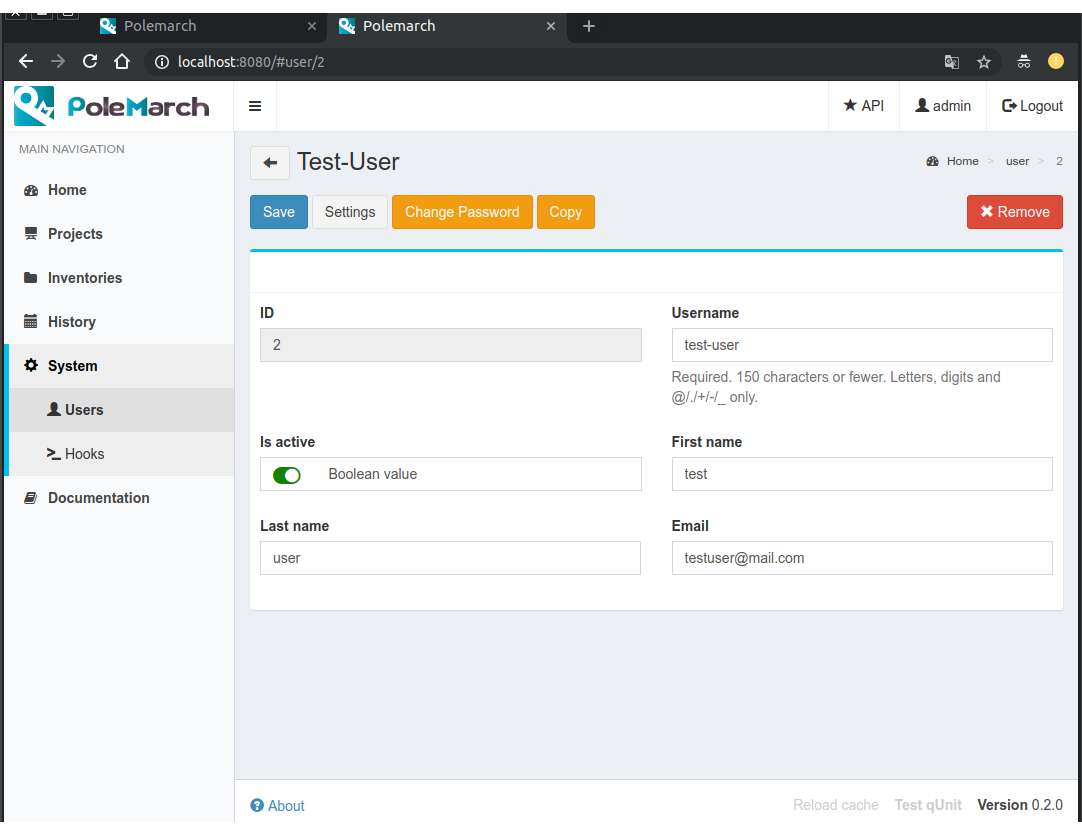 Polemarch
Polemarch
localhost:8080/#user/2
PoleMarch
API
admin
Logout
MAIN NAVIGATION
Home
Projects
Inventories
History
System
Users
Hooks
Documentation
Test-User
Home > user > 2
Save
Settings
Change Password
Copy
Remove
ID
2
Username
test-user
Required. 150 characters or fewer. Letters, digits and
@/./+/-/_ only.
Is active
Boolean value
First name
test
Last name
user
Email
testuser@mail.com
About
Reload cache
Test qUnit
Version 0.2.0